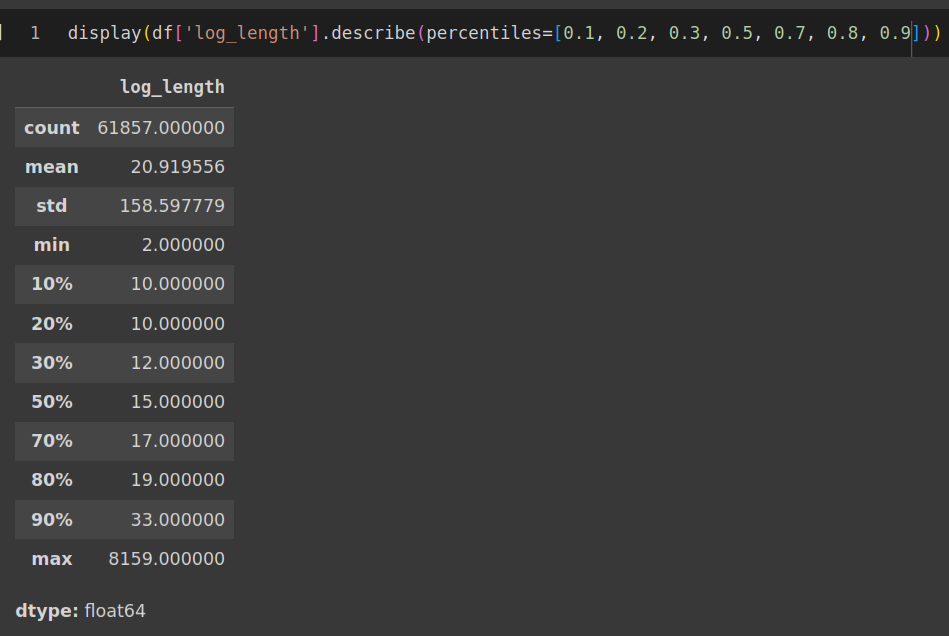 1 display(df['log_length'].describe(percentiles=[0.1, 0.2, 0.3, 0.5, 0.7, 0.8, 0.9]))
log_length
count 61857.000000
mean 20.919556
std 158.597779
min 2.000000
10% 10.000000
20% 10.000000
30% 12.000000
50% 15.000000
70% 17.000000
80% 19.000000
90% 33.000000
max 8159.000000
dtype: float64